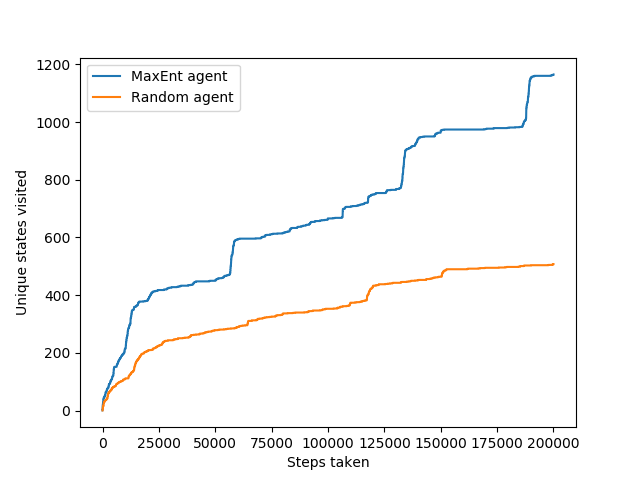 MaxEnt agent
Random agent
Unique states visited
1200
1000
800
600
400
200
0
0 25000 50000 75000 100000 125000 150000 175000 200000
Steps taken